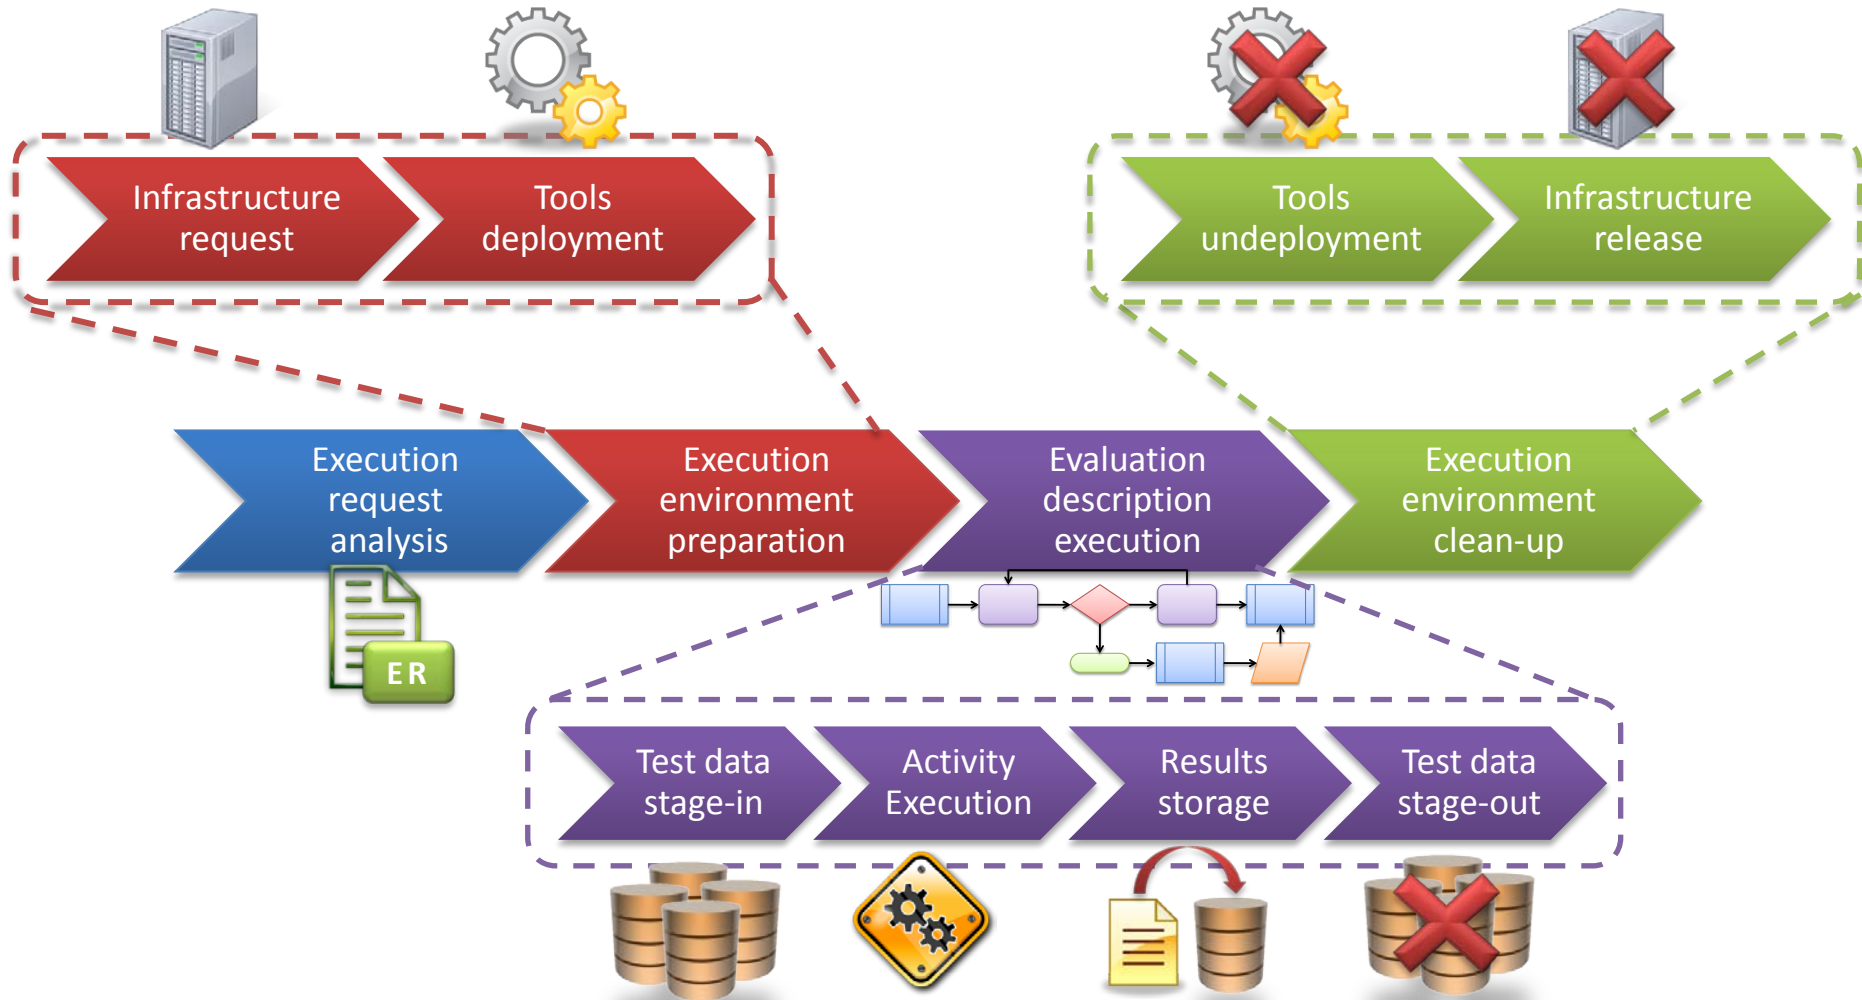 Infrastructure
request
Tools
deployment
Tools
undeployment
Infrastructure
release
Execution
request
analysis
Execution
environment
preparation
Evaluation
description
execution
Execution
environment
clean-up
ER
Test data
stage-in
Activity
Execution
Results
storage
Test data
stage-out